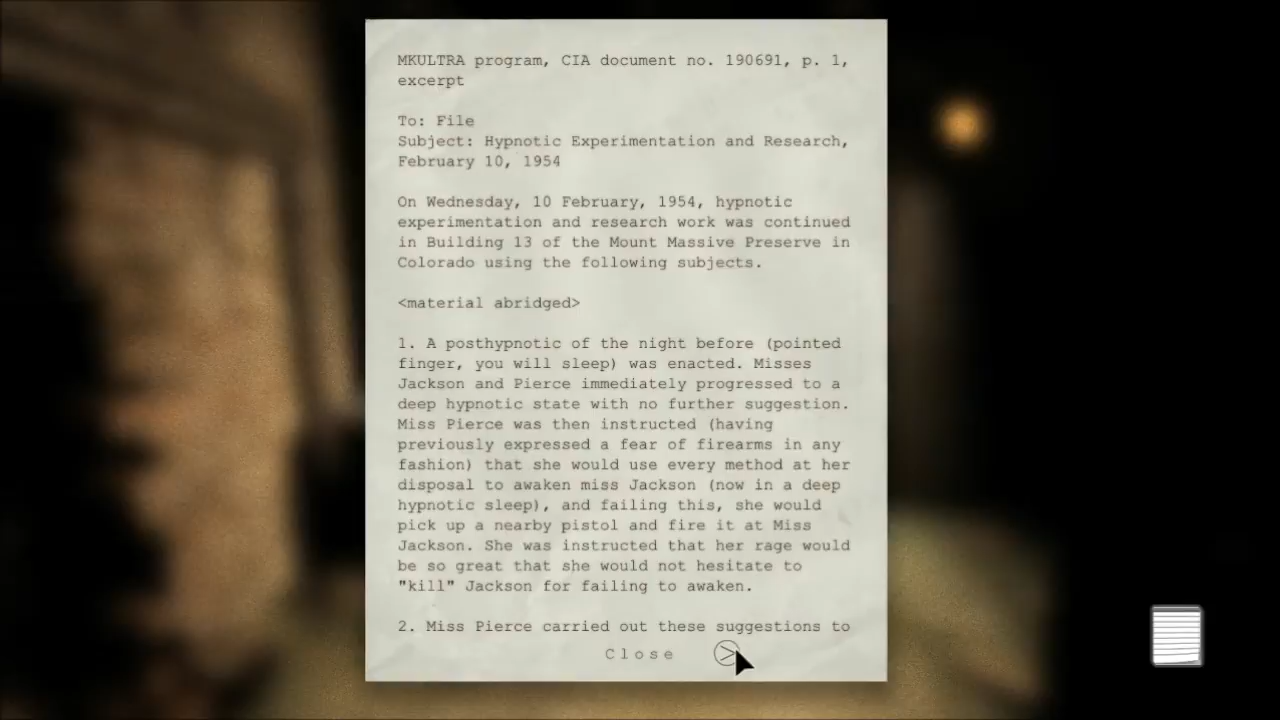 MKULTRA program, CIA document no. 190691, p. 1,
excerpt
To: File
Subject: Hypnotic Experimentation and Research,
February 10, 1954
On Wednesday, 10 February, 1954, hypnotic
experimentation and research work was continued
in Building 13 of the Mount Massive Preserve in
Colorado using the following subjects.
<material abridged>
1. A posthypnotic of the night before (pointed
finger, you will sleep) was enacted. Misses
Jackson and Pierce immediately progressed to a
deep hypnotic state with no further suggestion.
Miss Pierce was then instructed (having
previously expressed a fear of firearms in any
fashion) that she would use every method at her
disposal to awaken miss Jackson (now in a deep
hypnotic sleep), and failing this, she would
pick up a nearby pistol and fire it at Miss
Jackson. She was instructed that her rage would
be so great that she would not hesitate to
"kill" Jackson for failing to awaken.
2. Miss Pierce carried out these suggestions to
Close >